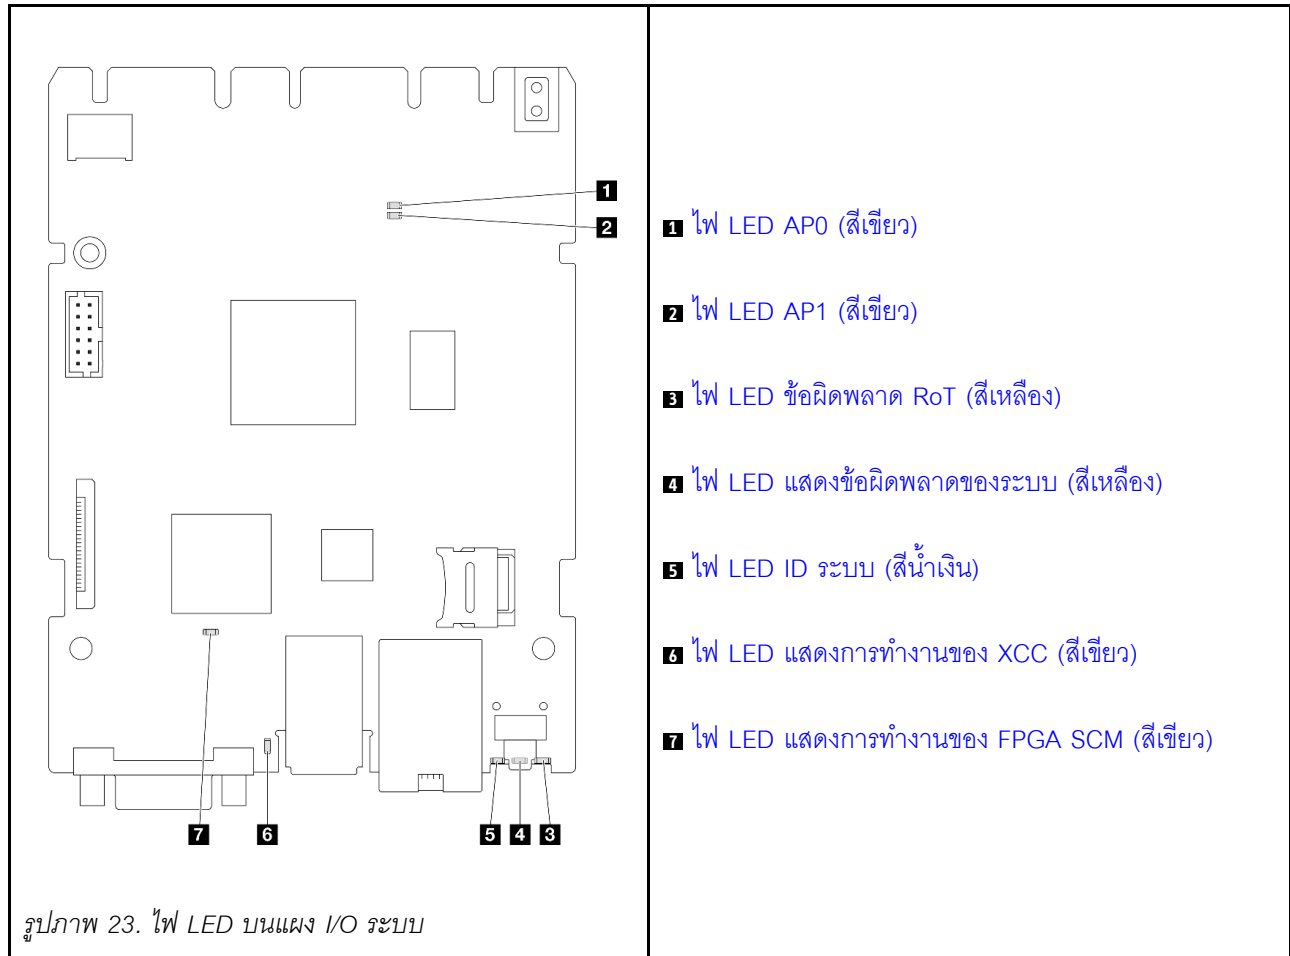 1
2
7
6
5
4
3
รูปภาพ 23. ไฟ LED บนแผง I/O ระบบ
1 ไฟ LED AP0 (สีเขียว)
2 ไฟ LED AP1 (สีเขียว)
3 ไฟ LED ข้อผิดพลาด RoT (สีเหลือง)
4 ไฟ LED แสดงข้อผิดพลาดของระบบ (สีเหลือง)
5 ไฟ LED ID ระบบ (สีน้ำเงิน)
6 ไฟ LED แสดงการทำงานของ XCC (สีเขียว)
7 ไฟ LED แสดงการทำงานของ FPGA SCM (สีเขียว)